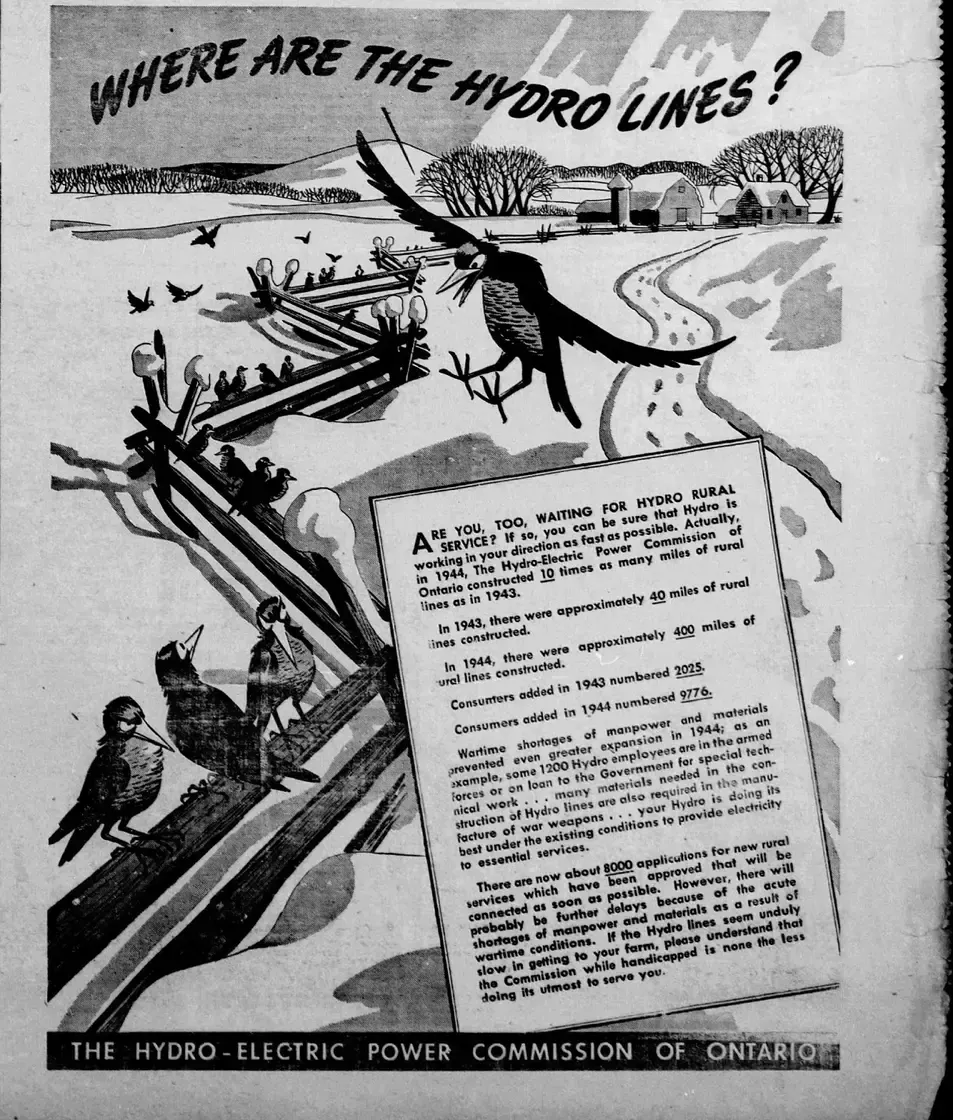 WHERE ARE THE HYDRO LINES?
ARE YOU, TOO, WAITING FOR HYDRO RURAL
SERVICE? If so, you can be sure that Hydro is
working in your direction as fast as possible. Actually,
in 1944, The Hydro-Electric Power Commission of
Ontario constructed 10 times as many miles of rural
lines as in 1943.
In 1943, there were approximately 40 miles of rural
lines constructed.
In 1944, there were approximately 400 miles of
rural lines constructed.
Consumers added in 1943 numbered 2025.
Consumers added in 1944 numbered 9776.
Wartime shortages of manpower and materials
prevented even greater expansion in 1944; as an
example, some 1200 Hydro employees are in the armed
forces or on loan to the Government for special tech-
nical work . . . many materials needed in the con-
struction of Hydro lines are also required in the manu-
facture of war weapons . . . your Hydro is doing its
best under the existing conditions to provide electricity
to essential services.
There are now about 8000 applications for new rural
services which have been approved that will be
connected as soon as possible. However, there will
probably be further delays because of the acute
shortages of manpower and materials as a result of
wartime conditions. If the Hydro lines seem unduly
slow in getting to your farm, please understand that
the Commission while handicapped is none the less
doing its utmost to serve you.
THE HYDRO-ELECTRIC POWER COMMISSION OF ONTARIO